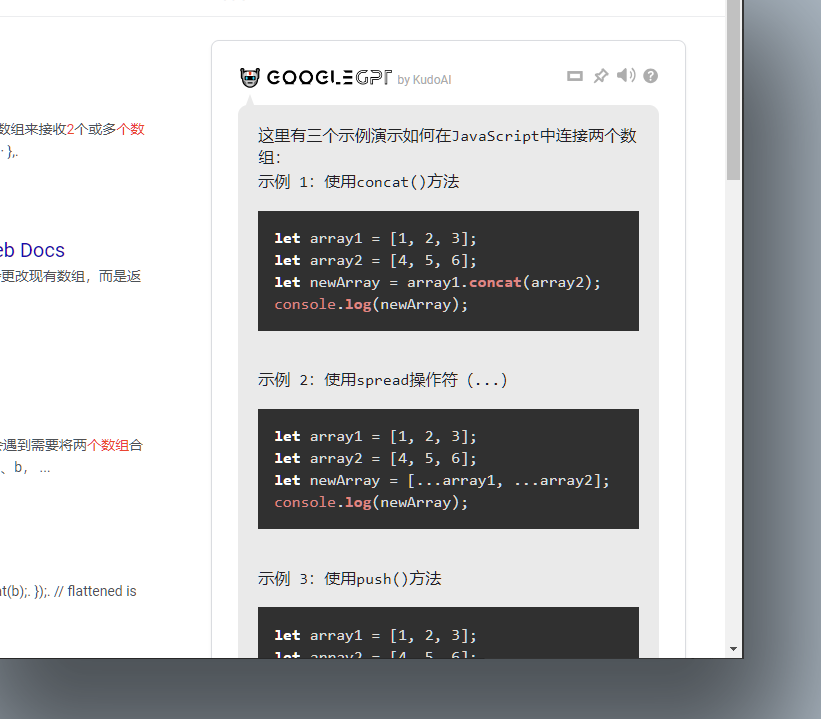 数组来接收2个或多个数
· },.
eb Docs
更改现有数组，而是返
会遇到需要将两个数组合
、b， ...
at(b);. });. // flattened is
GOOGLEGPT by KudoAI
这里有三个示例演示如何在JavaScript中连接两个数
组：
示例 1：使用concat()方法
let array1 = [1, 2, 3];
let array2 = [4, 5, 6];
let newArray = array1.concat(array2);
console.log(newArray);
示例 2：使用spread操作符（...）
let array1 = [1, 2, 3];
let array2 = [4, 5, 6];
let newArray = [...array1, ...array2];
console.log(newArray);
示例 3：使用push()方法
let array1 = [1, 2, 3];
let array2 = [4, 5, 6];